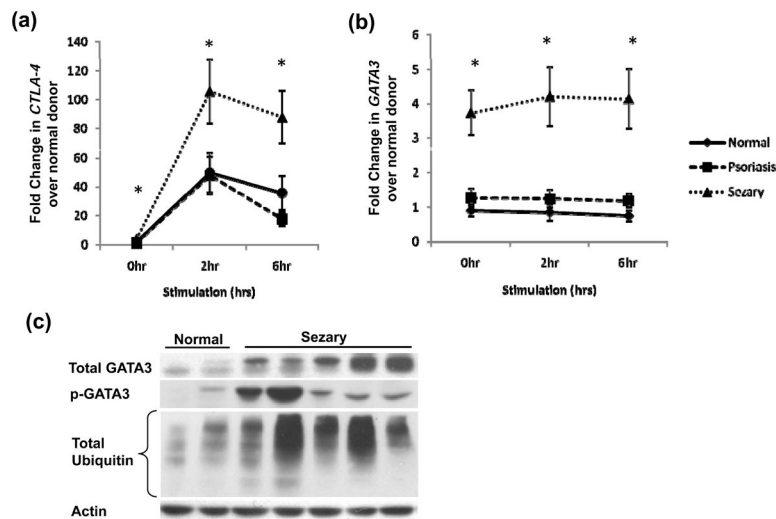 (a)
Fold Change in CTLA-4
over normal donor
140
120
100
80
60
40
20
0
*
*
*
0hr
2hr
6hr
Stimulation (hrs)
(b)
Fold Change in GATA3
over normal donor
6
5
4
3
2
1
0
*
*
*
0hr
2hr
6hr
Stimulation (hrs)
Normal
Psoriasis
Sezary
(c)
Normal
Sezary
Total GATA3
p-GATA3
Total
Ubiquitin
Actin